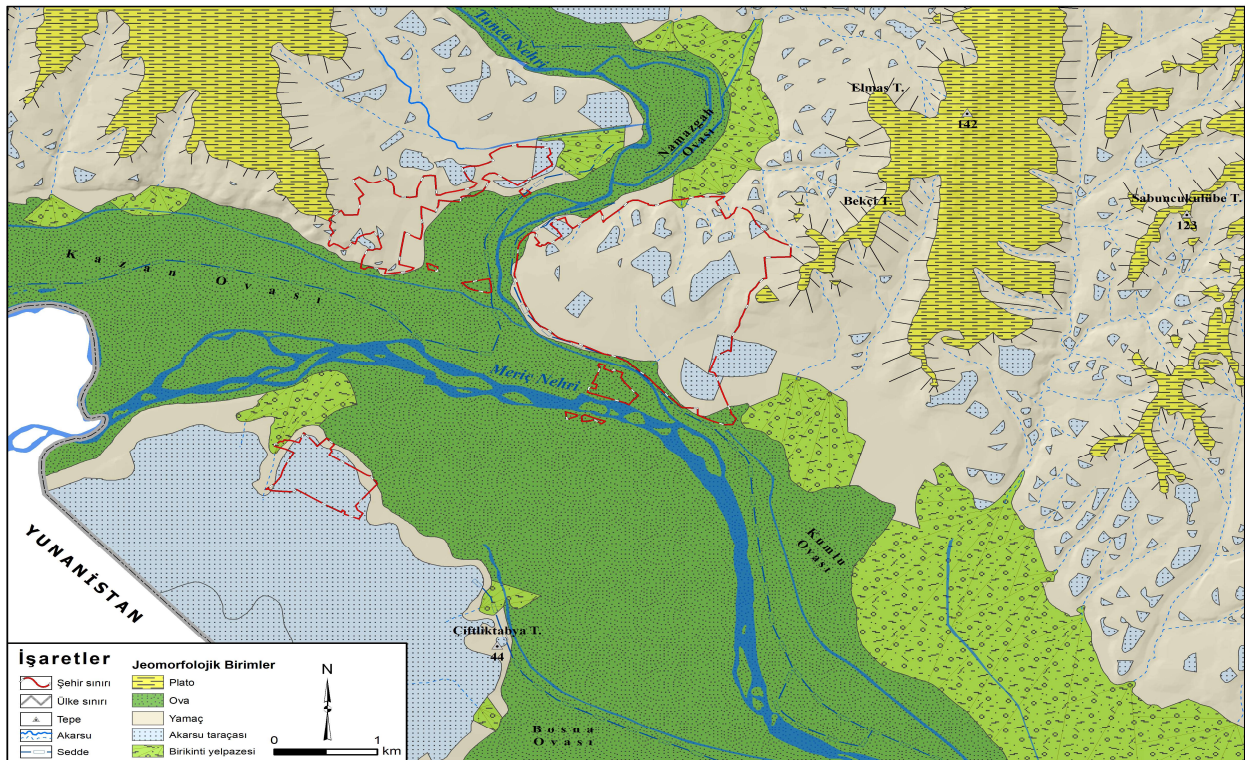 Tunca Nehri
Elmas T.
142
Namazgah
Ovası
Bekçi T.
Sabuncukulübe T.
123
Kazan Ovası
Meriç Nehri
YUNANİSTAN
Kumlu
Ovası
Çiftliktabya T.
44
Bosna
Ovası
İşaretler
Şehir sınırı
Ülke sınırı
Tepe
Akarsu
Sedde
Jeomorfolojik Birimler
Plato
Ova
Yamaç
Akarsu taraçası
Birikinti yelpazesi
N
0 1
km